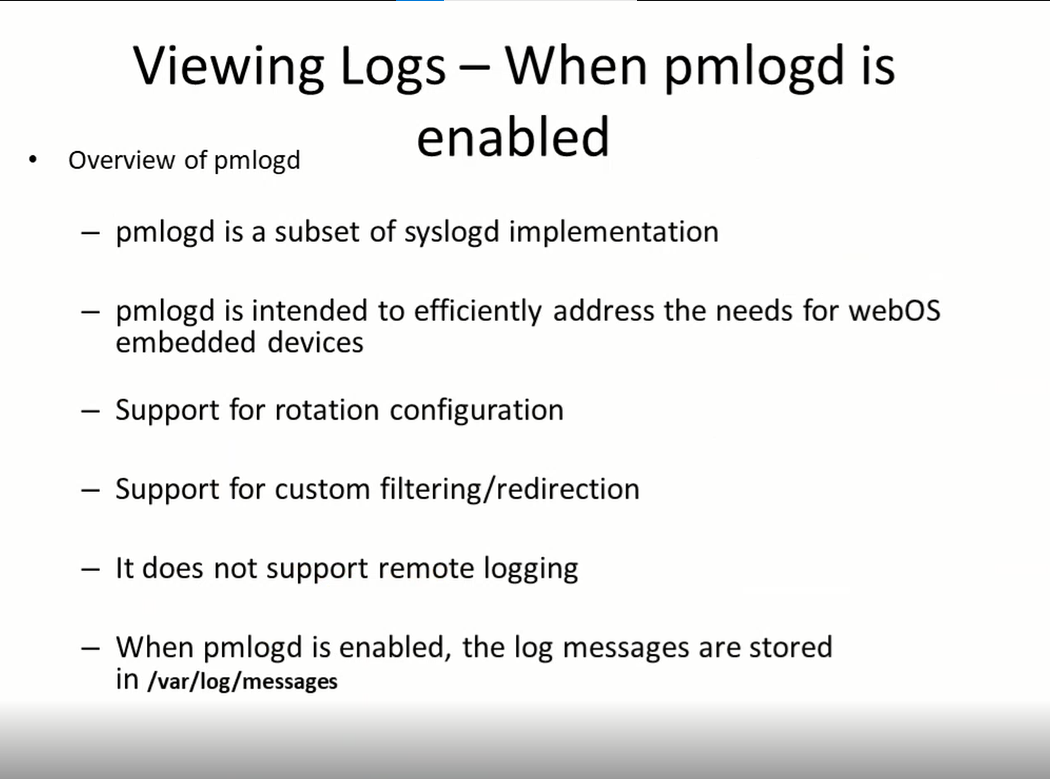 Viewing Logs – When pmlogd is
enabled
• Overview of pmlogd
– pmlogd is a subset of syslogd implementation
– pmlogd is intended to efficiently address the needs for webOS
embedded devices
– Support for rotation configuration
– Support for custom filtering/redirection
– It does not support remote logging
– When pmlogd is enabled, the log messages are stored
in /var/log/messages